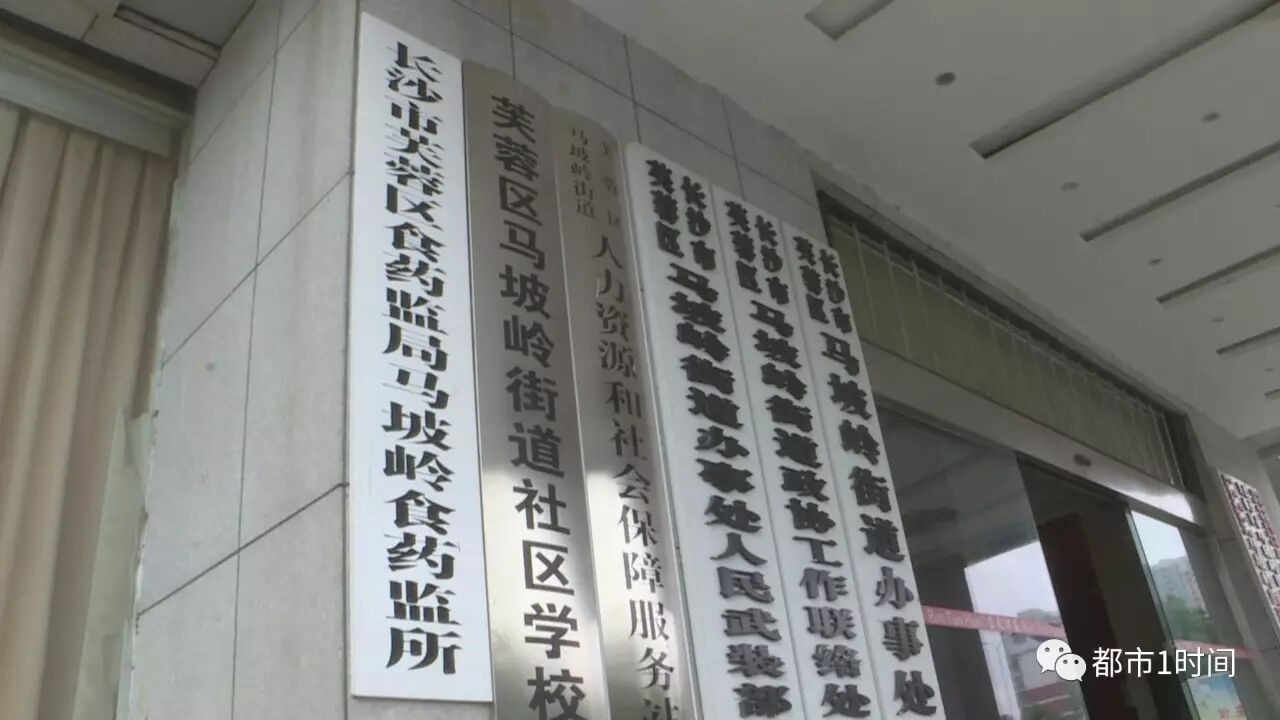 长沙市芙蓉区食药监局马坡岭食药监所
芙蓉区马坡岭街道社区学校
芙蓉区
马坡岭街道
人力资源和社会保障服务站
长沙市
芙蓉区
马坡岭街道办事处人民武装部
长沙市
芙蓉区
马坡岭街道政协工作联络处
长沙市
芙蓉区
马坡岭街道办事处
都市1时间